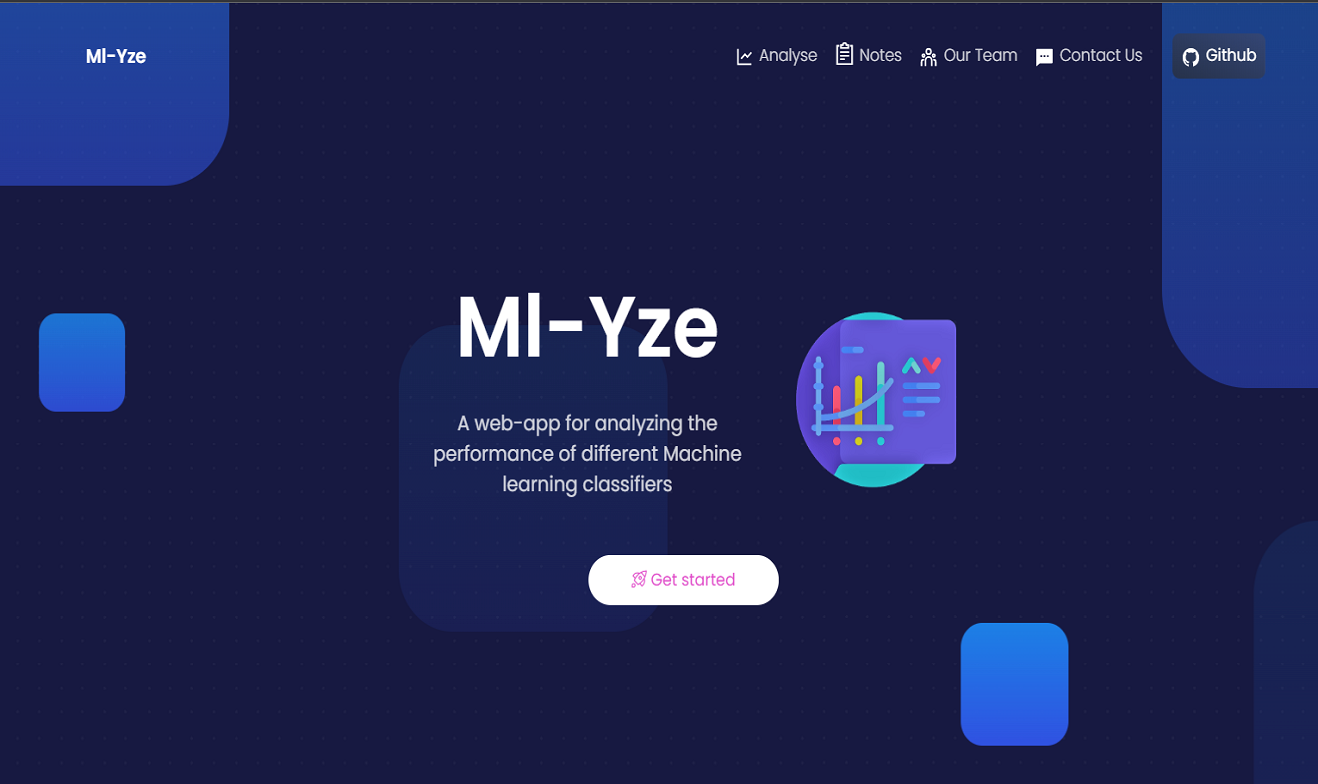 Ml-Yze
Analyse
Notes
Our Team
Contact Us
Github
Ml-Yze
A web-app for analyzing the
performance of different Machine
learning classifiers
Get started